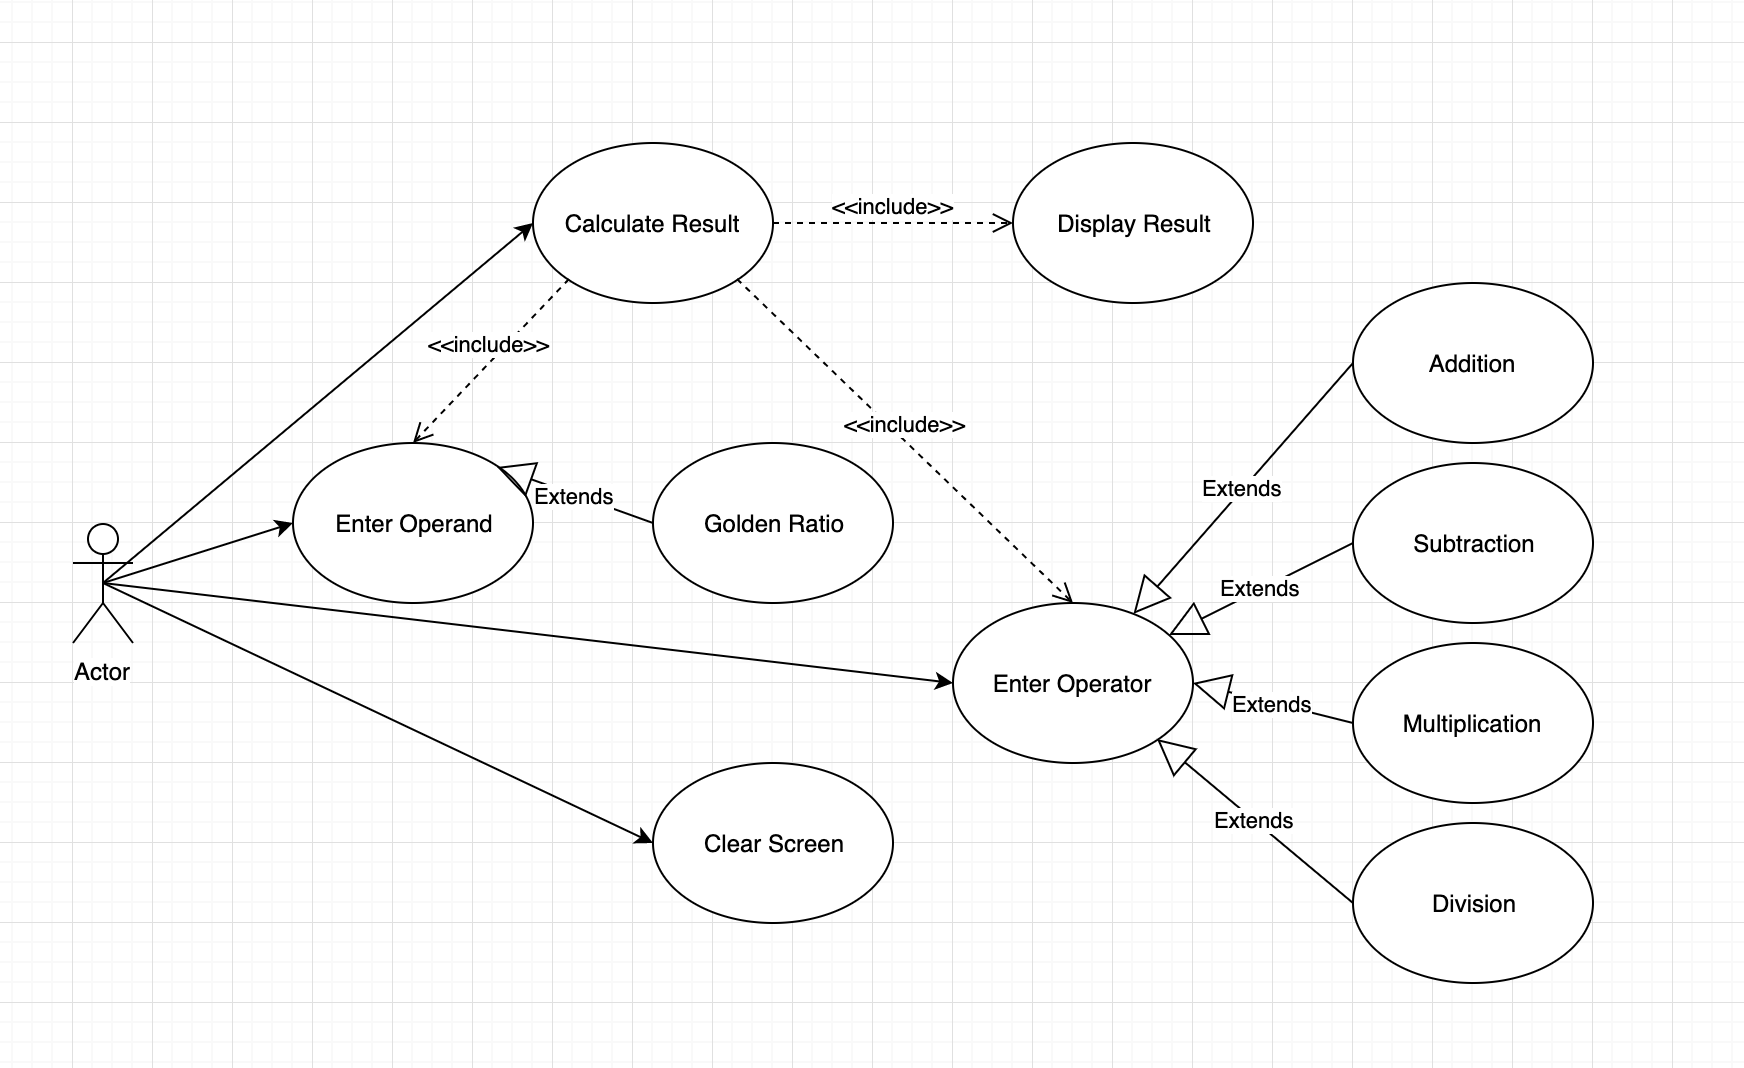 Calculate Result
<<include>>
Display Result
<<include>>
Addition
<<include>>
Extends
Enter Operand
Extends
Golden Ratio
Subtraction
Extends
Actor
Enter Operator
Extends
Multiplication
Extends
Clear Screen
Division